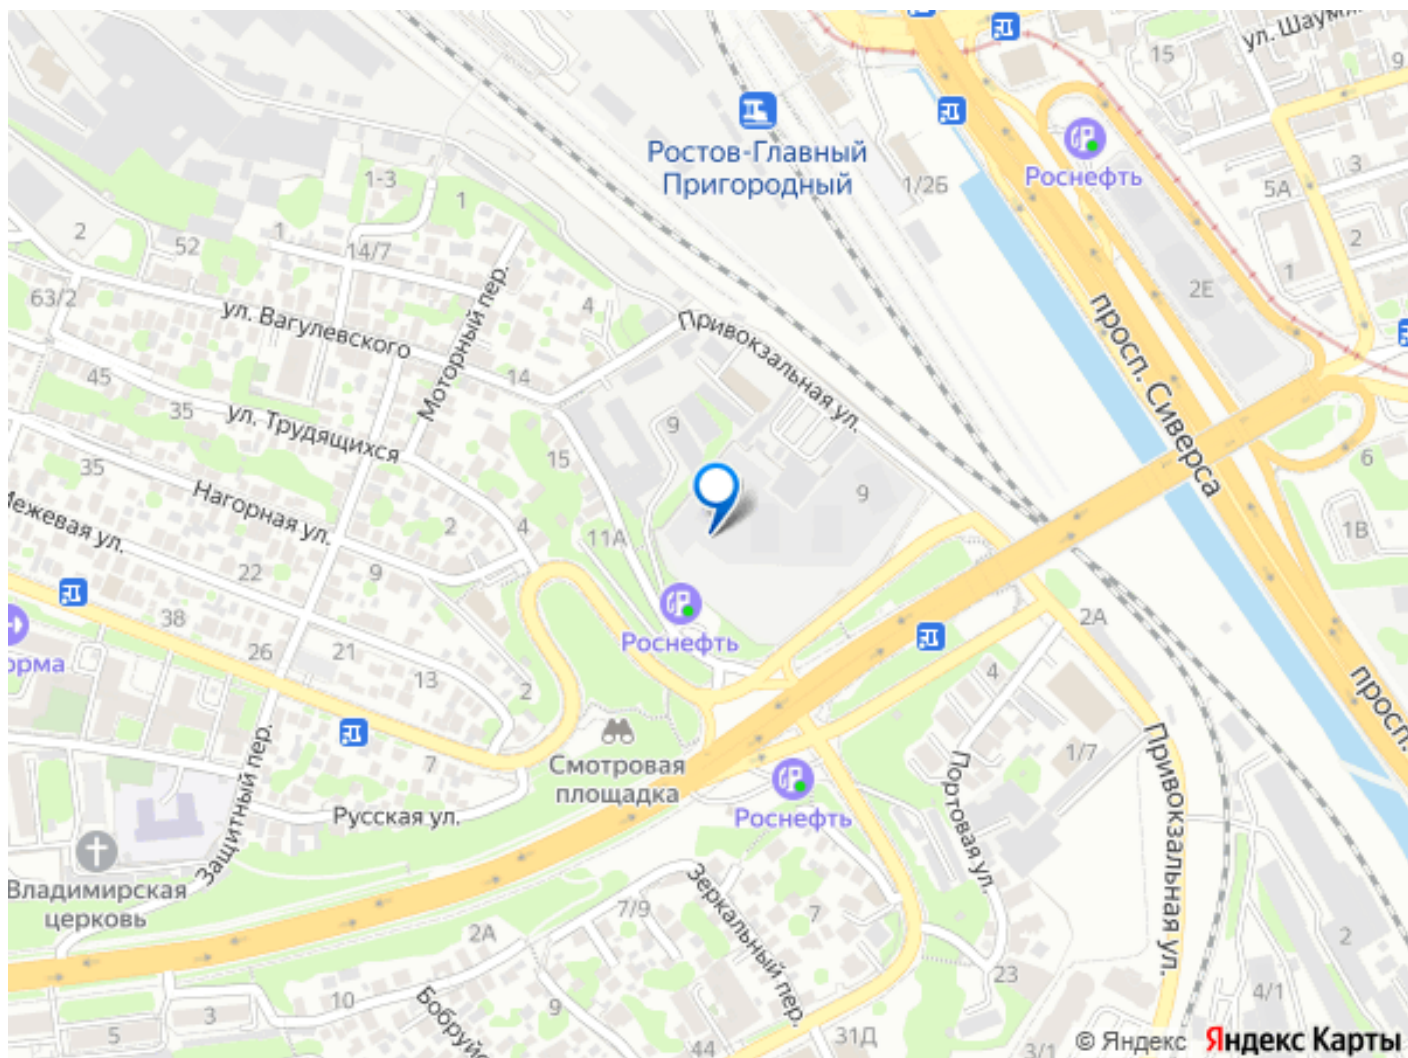 ул. Шаумя
15
9
Ростов-Главный
Пригородный
Роснефть
1/2Б
5А
3
2
1
2Е
1-3
1
2
52
1
14/7
63/2
4
ул. Вагулевского
Моторный пер.
Привокзальная ул.
просп. Сиверса
45
35
14
ул. Трудящихся
9
15
35
Нагорная ул.
Межевая ул.
2
4
11А
9
6
1В
22
9
38
Роснефть
2А
орма
26
21
13
2
4
7
Смотровая
площадка
1/7
просп.
Защитный пер.
Русская ул.
Роснефть
Портовая ул.
Привокзальная ул.
Владимирская
церковь
Зеркальный пер.
7/9
7
2А
23
2
10
9
3
5
Бобруйс
44
31Д
3/1
4/1
© Яндекс Яндекс Карты